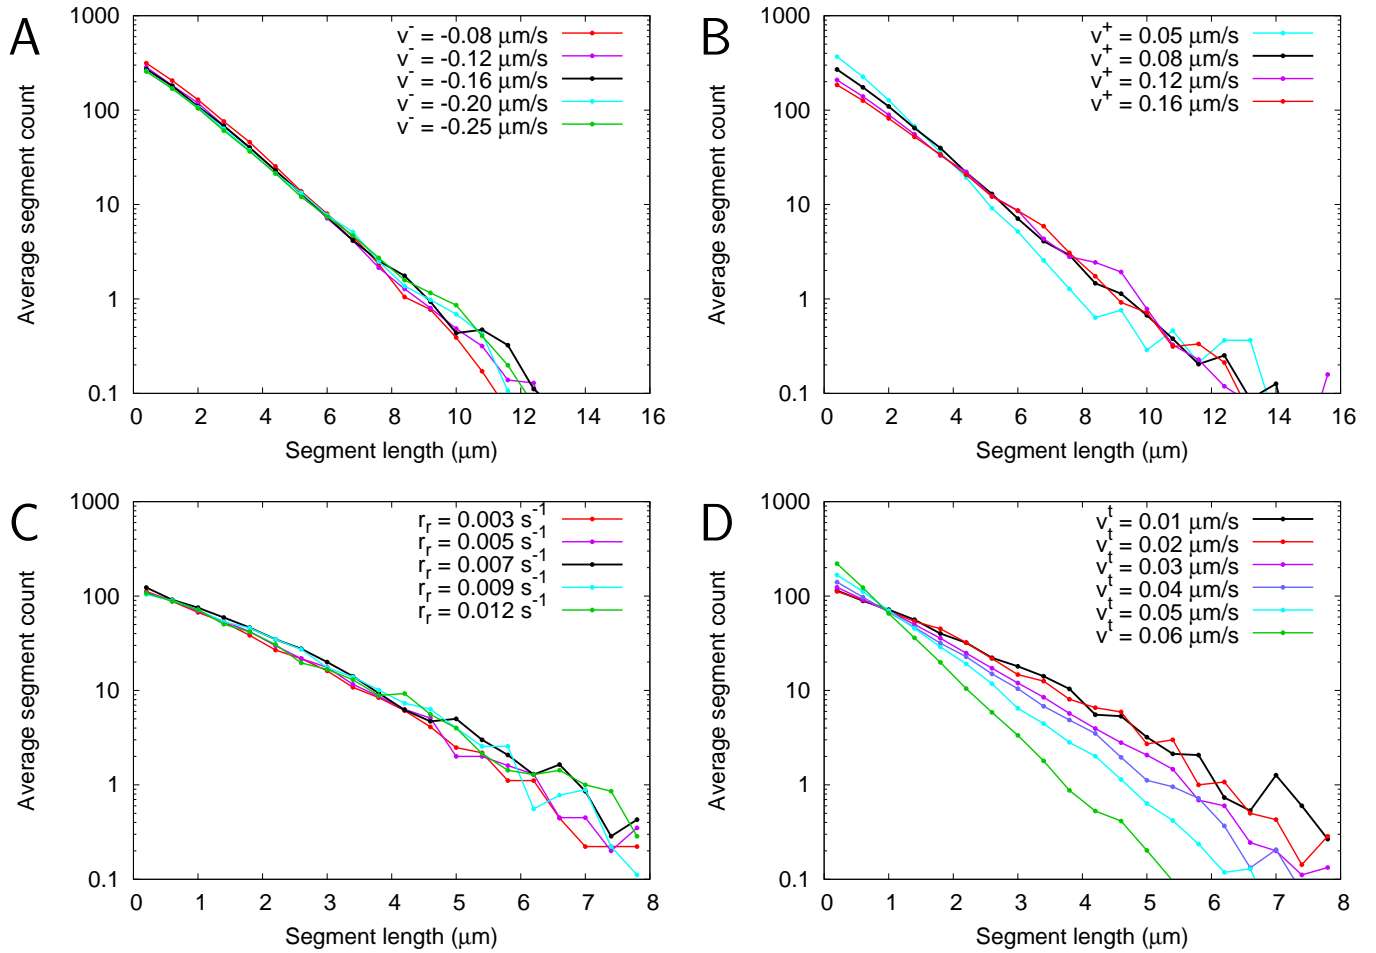 A
Average segment count
1000
100
10
1
0.1
v⁻ = -0.08 μm/s
v⁻ = -0.12 μm/s
v⁻ = -0.16 μm/s
v⁻ = -0.20 μm/s
v⁻ = -0.25 μm/s
0 2 4 6 8 10 12 14 16
Segment length (μm)
B
Average segment count
1000
100
10
1
0.1
v⁺ = 0.05 μm/s
v⁺ = 0.08 μm/s
v⁺ = 0.12 μm/s
v⁺ = 0.16 μm/s
0 2 4 6 8 10 12 14 16
Segment length (μm)
C
Average segment count
1000
100
10
1
0.1
rᵣ = 0.003 s⁻¹
rᵣ = 0.005 s⁻¹
rᵣ = 0.007 s⁻¹
rᵣ = 0.009 s⁻¹
rᵣ = 0.012 s⁻¹
0 1 2 3 4 5 6 7 8
Segment length (μm)
D
Average segment count
1000
100
10
1
0.1
vᵗ = 0.01 μm/s
vᵗ = 0.02 μm/s
vᵗ = 0.03 μm/s
vᵗ = 0.04 μm/s
vᵗ = 0.05 μm/s
vᵗ = 0.06 μm/s
0 1 2 3 4 5 6 7 8
Segment length (μm)